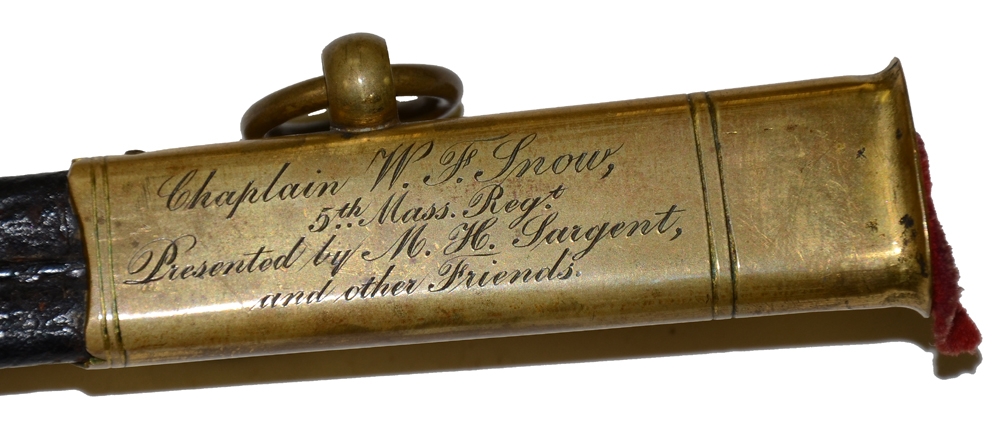 Chaplain W. F. Snow,
5th Mass. Regt.
Presented by M. H. Sargent,
and other Friends.